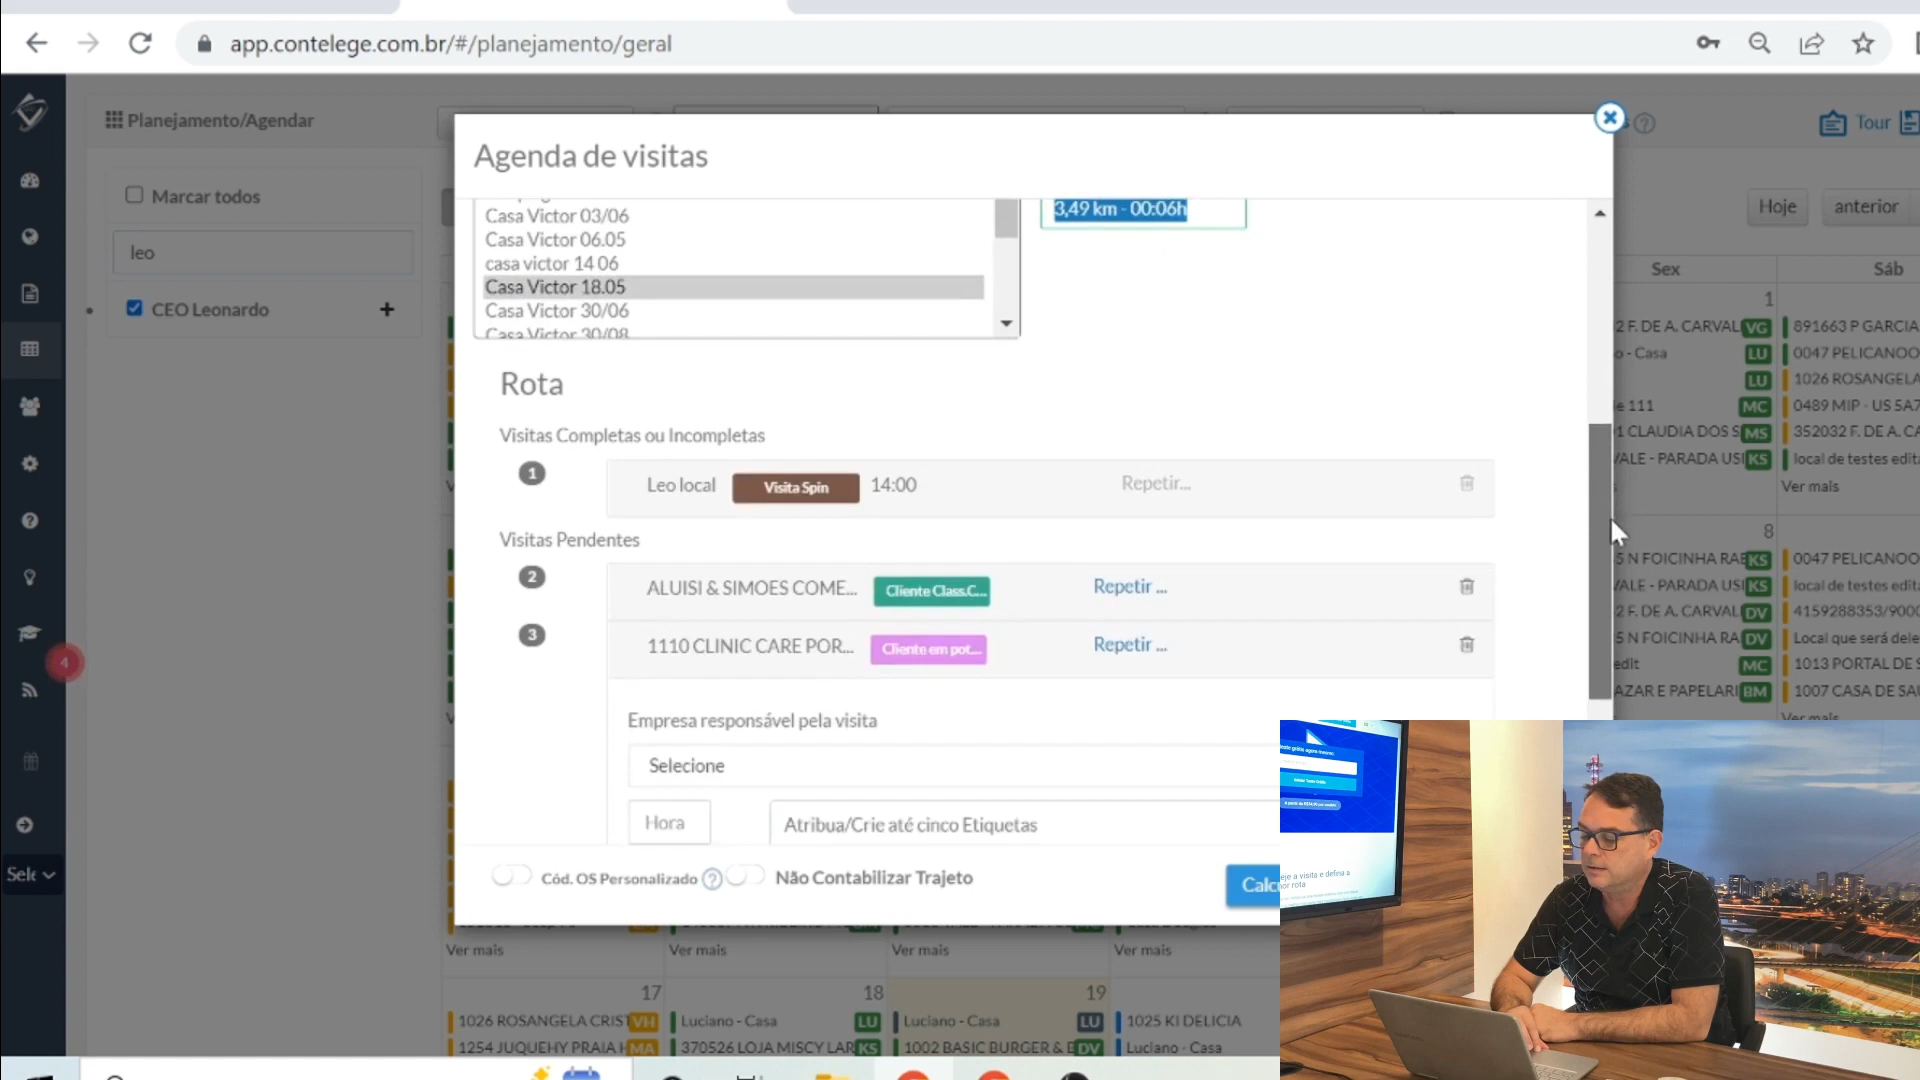 app.contelege.com.br/#/planejamento/geral
Planejamento/Agendar
Tour
Marcar todos
leo
CEO Leonardo
Agenda de visitas
Casa Victor 03/06
Casa Victor 06.05
casa victor 14 06
Casa Victor 18.05
Casa Victor 30/06
Casa Victor 30/08
3,49 km - 00:06h
Rota
Visitas Completas ou Incompletas
1
Leo local
Visita Spin
14:00
Repetir...
Visitas Pendentes
2
ALUISI & SIMOES COME...
Cliente Class.C...
Repetir ...
3
1110 CLINIC CARE POR...
Cliente em pot...
Repetir ...
Empresa responsável pela visita
Selecione
Hora
Atribua/Crie até cinco Etiquetas
Cód. OS Personalizado
Não Contabilizar Trajeto
Calc
4
Sele
Hoje
anterior
Sex
Sáb
1
2 F. DE A. CARVAL VG
891663 P GARCIA
o - Casa LU
0047 PELICANOO
LU
1026 ROSANGELA
e 111 MC
0489 MIP - US 5A7
1 CLAUDIA DOS S MS
352032 F. DE A. CA
/ALE - PARADA USI KS
local de testes edit
Ver mais
8
5 N FOICINHA RAE KS
0047 PELICANOO
/ALE - PARADA USI KS
local de testes edit
2 F. DE A. CARVAL DV
4159288353/9000
5 N FOICINHA RA DV
Local que será dele
edit MC
1013 PORTAL DE S
AZAR E PAPELARI BM
1007 CASA DE SAU
Ver mais
Ver mais
Ver mais
Ver mais
Ver mais
17
18
19
1026 ROSANGELA CRIST VH
Luciano - Casa LU
Luciano - Casa LU
1025 KI DELICIA
1254 JUQUEHY PRAIA H MA
370526 LOJA MISCY LAR KS
1002 BASIC BURGER & E DV
Luciano - Casa
este grátis agora mesmo
eje a visita e defina a
or rota